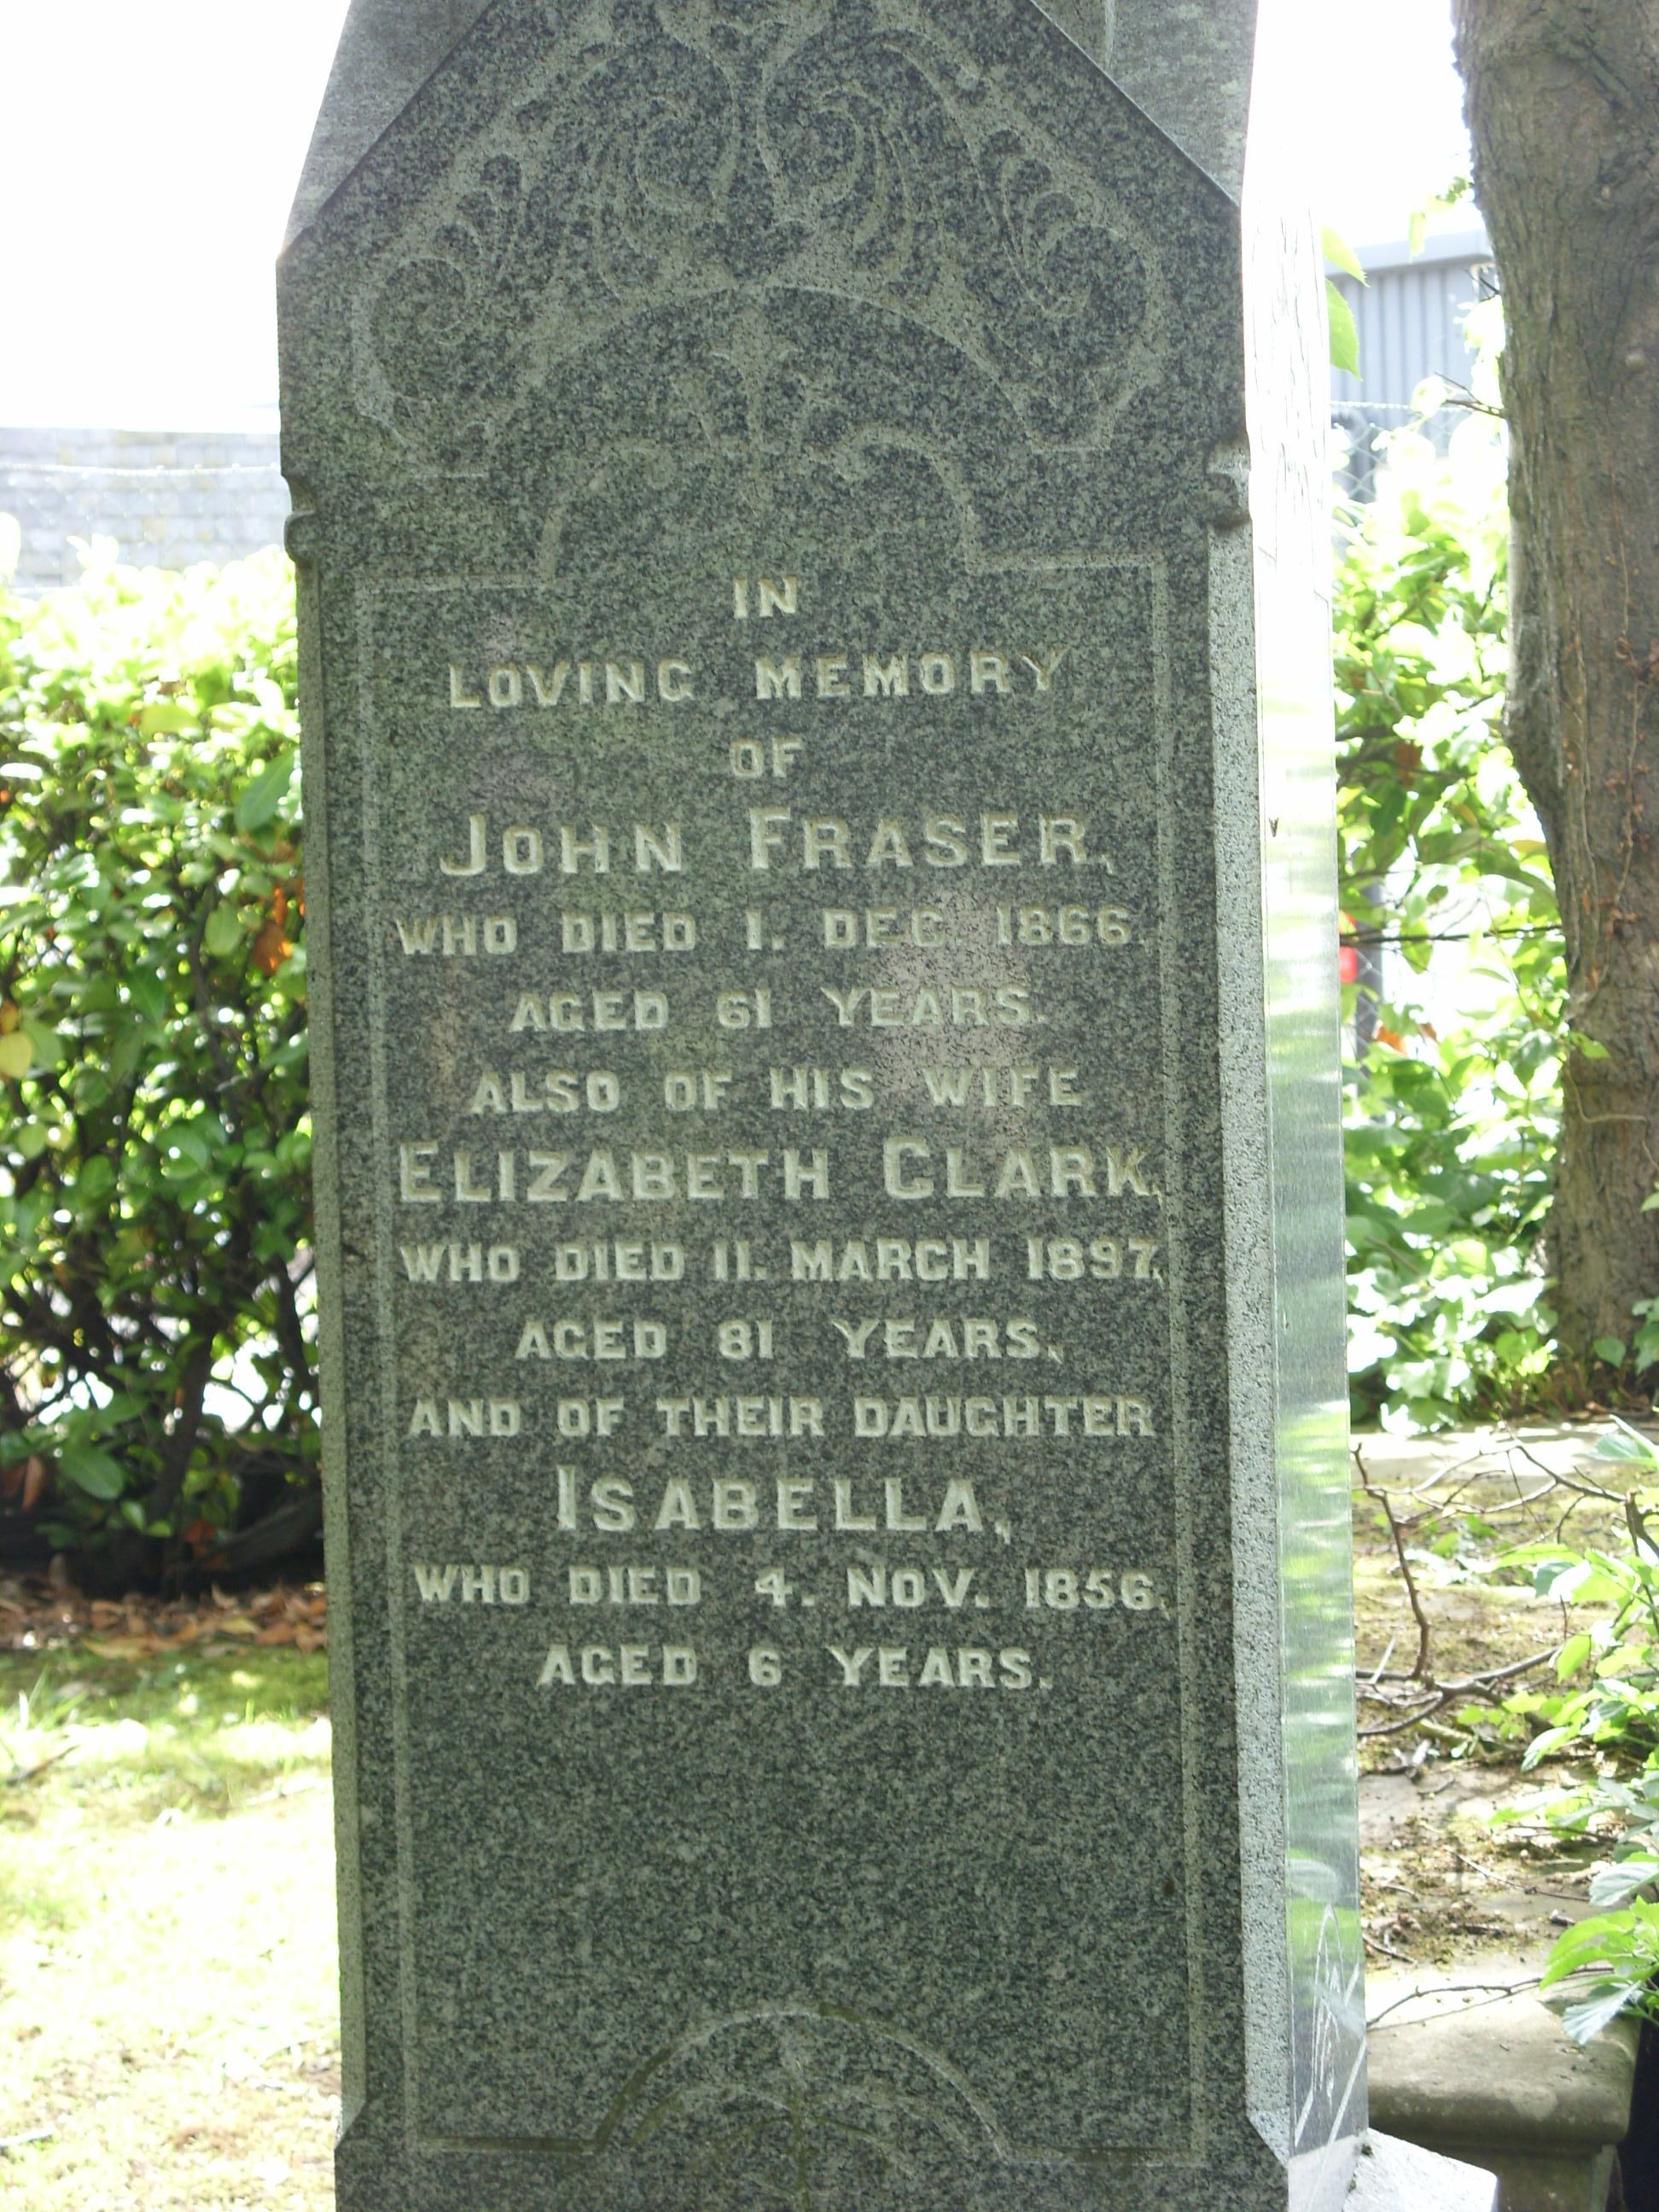 IN
LOVING MEMORY
OF
JOHN FRASER,
WHO DIED 1. DEC. 1866.
AGED 61 YEARS.
ALSO OF HIS WIFE
ELIZABETH CLARK,
WHO DIED 11. MARCH 1897,
AGED 81 YEARS.
AND OF THEIR DAUGHTER
ISABELLA,
WHO DIED 4. NOV. 1856.
AGED 6 YEARS.